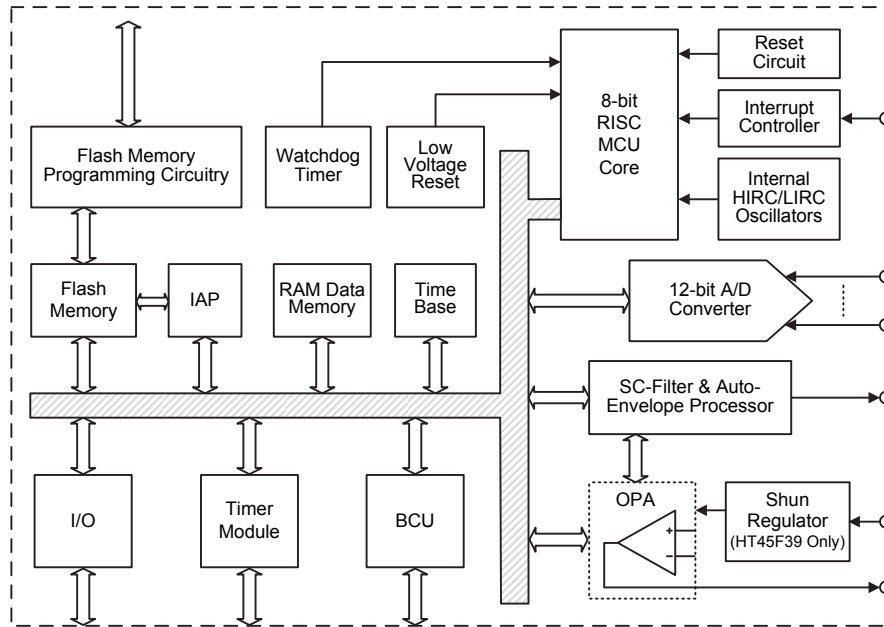 Flash Memory
Programming Circuitry
Watchdog
Timer
Low
Voltage
Reset
8-bit
RISC
MCU
Core
Reset
Circuit
Interrupt
Controller
Internal
HIRC/LIRC
Oscillators
Flash
Memory
IAP
RAM Data
Memory
Time
Base
12-bit A/D
Converter
SC-Filter & Auto-
Envelope Processor
I/O
Timer
Module
BCU
OPA
+
−
Shun
Regulator
(HT45F39 Only)